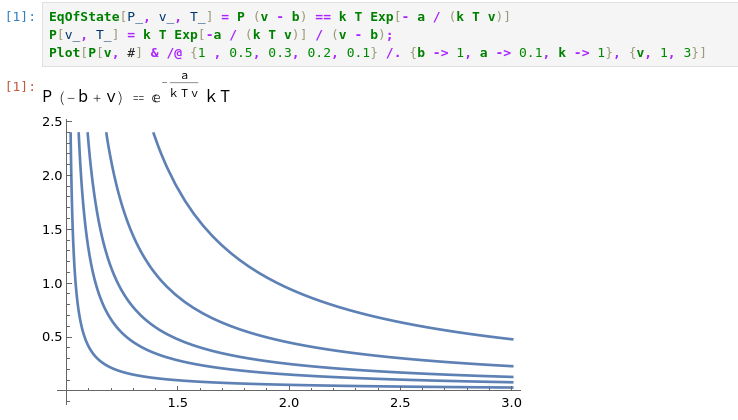 [1]: EqOfState[P_, v_, T_] = P (v - b) == k T Exp[- a / (k T v)]
P[v_, T_] = k T Exp[-a / (k T v)] / (v - b);
Plot[P[v, #] & /@ {1 , 0.5, 0.3, 0.2, 0.1} /. {b -> 1, a -> 0.1, k -> 1}, {v, 1, 3}]
[1]: P (-b + v) == e^(-a/(k T v)) k T
2.5
2.0
1.5
1.0
0.5
1.5 2.0 2.5 3.0